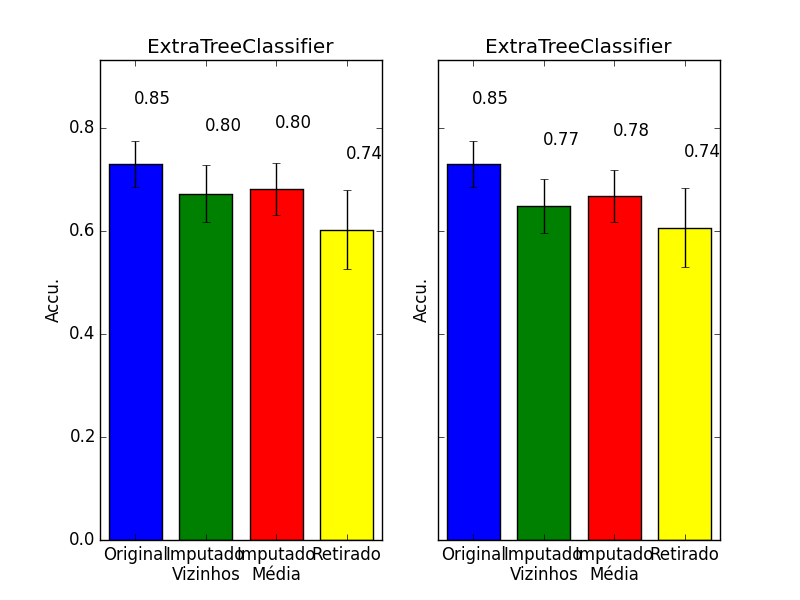 ExtraTreeClassifier
0.85
0.80
0.80
0.74
0.8
0.6
0.4
0.2
0.0
Accu.
Original
Imputado
Vizinhos
Imputado
Média
Retirado
ExtraTreeClassifier
0.85
0.77
0.78
0.74
Accu.
Original
Imputado
Vizinhos
Imputado
Média
Retirado